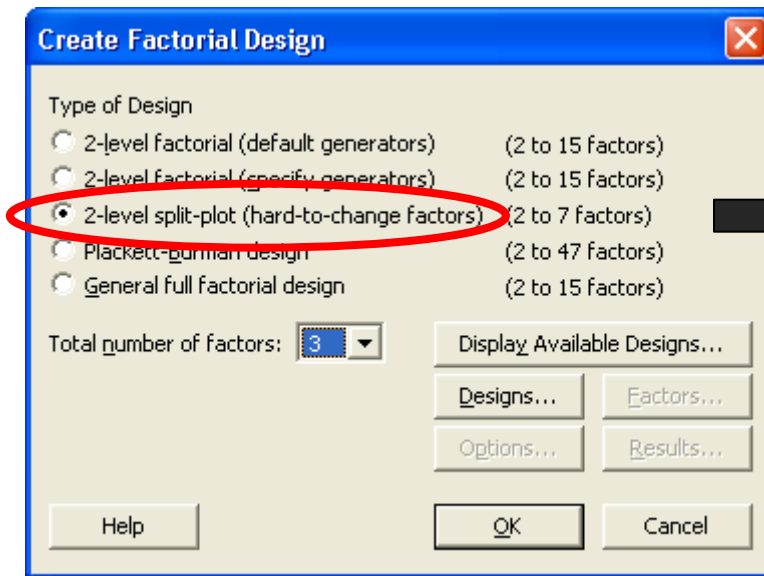 Create Factorial Design
Type of Design
2-level factorial (default generators) (2 to 15 factors)
2-level factorial (specify generators) (2 to 15 factors)
2-level split-plot (hard-to-change factors) (2 to 7 factors)
Plackett-Burman design (2 to 47 factors)
General full factorial design (2 to 15 factors)
Total number of factors: 3 Display Available Designs...
Designs... Factors...
Options... Results...
Help OK Cancel